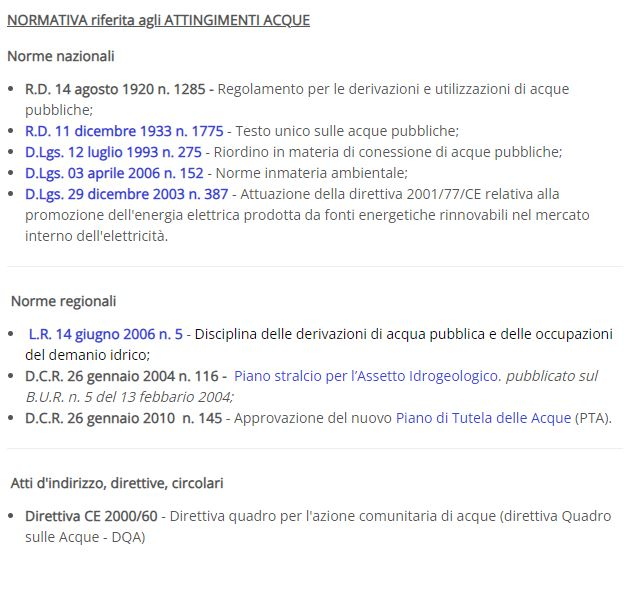 NORMATIVA riferita agli ATTINGIMENTI ACQUE
Norme nazionali
• R.D. 14 agosto 1920 n. 1285 - Regolamento per le derivazioni e utilizzazioni di acque
pubbliche;
• R.D. 11 dicembre 1933 n. 1775 - Testo unico sulle acque pubbliche;
• D.Lgs. 12 luglio 1993 n. 275 - Riordino in materia di conessione di acque pubbliche;
• D.Lgs. 03 aprile 2006 n. 152 - Norme inmateria ambientale;
• D.Lgs. 29 dicembre 2003 n. 387 - Attuazione della direttiva 2001/77/CE relativa alla
promozione dell'energia elettrica prodotta da fonti energetiche rinnovabili nel mercato
interno dell'elettricità.
Norme regionali
• L.R. 14 giugno 2006 n. 5 - Disciplina delle derivazioni di acqua pubblica e delle occupazioni
del demanio idrico;
• D.C.R. 26 gennaio 2004 n. 116 - Piano stralcio per l’Assetto Idrogeologico. pubblicato sul
B.U.R. n. 5 del 13 febbario 2004;
• D.C.R. 26 gennaio 2010 n. 145 - Approvazione del nuovo Piano di Tutela delle Acque (PTA).
Atti d'indirizzo, direttive, circolari
• Direttiva CE 2000/60 - Direttiva quadro per l'azione comunitaria di acque (direttiva Quadro
sulle Acque - DQA)